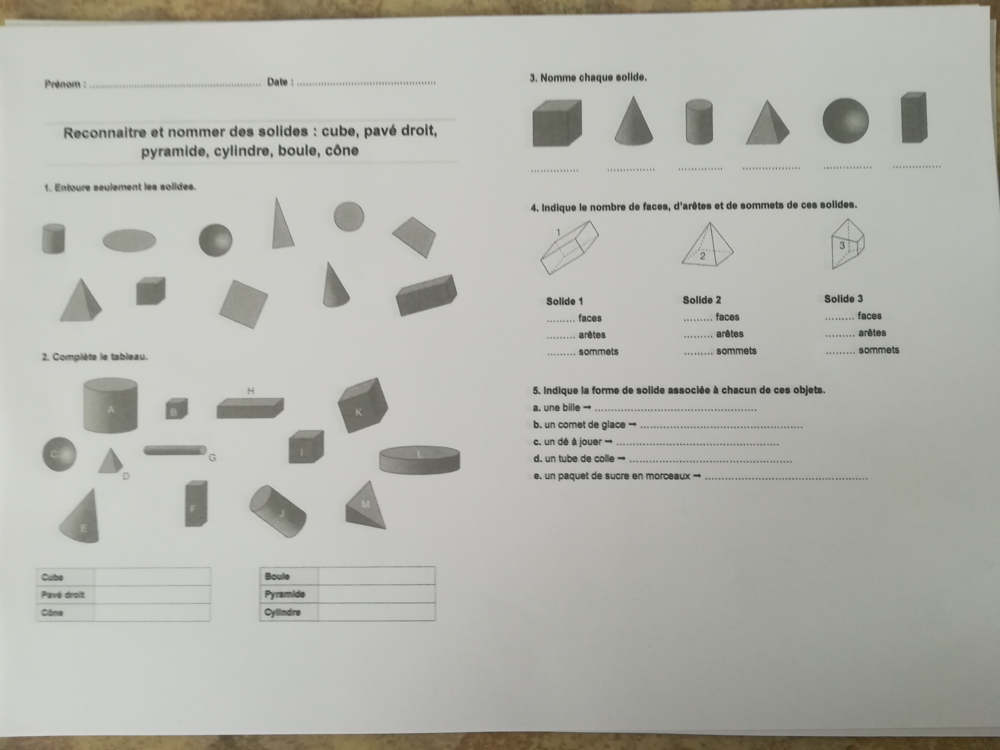 Prénom : ................................................ Date : ................................................
Reconnaitre et nommer des solides : cube, pavé droit,
pyramide, cylindre, boule, cône
1. Entoure seulement les solides.
2. Complète le tableau.
H
A
B
K
C
D
G
I
L
E
F
J
M
Cube
Pavé droit
Cône
Boule
Pyramide
Cylindre
3. Nomme chaque solide.
............... ............... ............... ............... ............... ...............
4. Indique le nombre de faces, d'arêtes et de sommets de ces solides.
1
2
3
Solide 1
......... faces
......... arêtes
......... sommets
Solide 2
......... faces
......... arêtes
......... sommets
Solide 3
......... faces
......... arêtes
......... sommets
5. Indique la forme de solide associée à chacun de ces objets.
a. une bille → ..................................................
b. un cornet de glace → ..................................................
c. un dé à jouer → ..................................................
d. un tube de colle → ..................................................
e. un paquet de sucre en morceaux → ..................................................